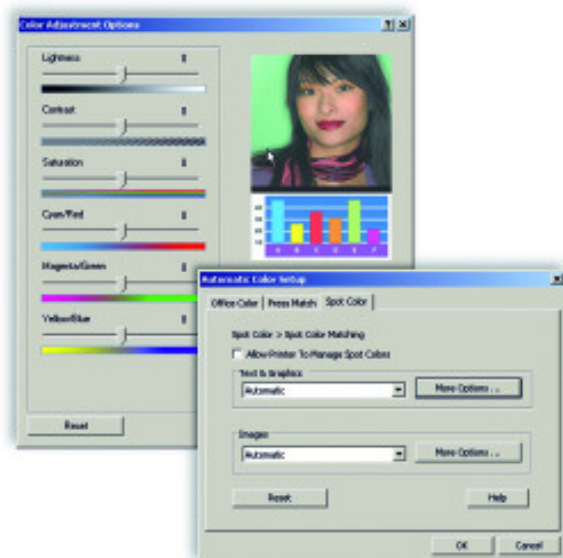 Color Adjustment Options
Lightness 0
Contrast 0
Saturation 0
Cyan/Red 0
Magenta/Green 0
Yellow/Blue 0
Reset
Automatic Color Setup
Office Color Press Match Spot Color
Spot Color > Spot Color Matching
Allow Printer To Manage Spot Colors
Text & Graphics
Automatic More Options...
Images
Automatic More Options...
Reset Help
OK Cancel